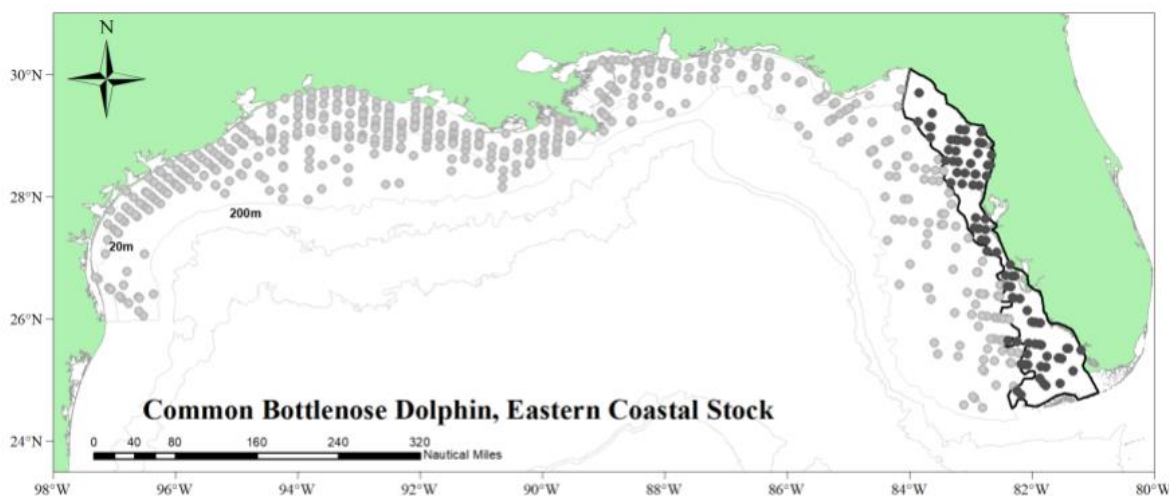 N
30°N
28°N
26°N
24°N
200m
20m
Common Bottlenose Dolphin, Eastern Coastal Stock
0 40 80 160 240 320
Nautical Miles
98°W 96°W 94°W 92°W 90°W 88°W 86°W 84°W 82°W 80°W